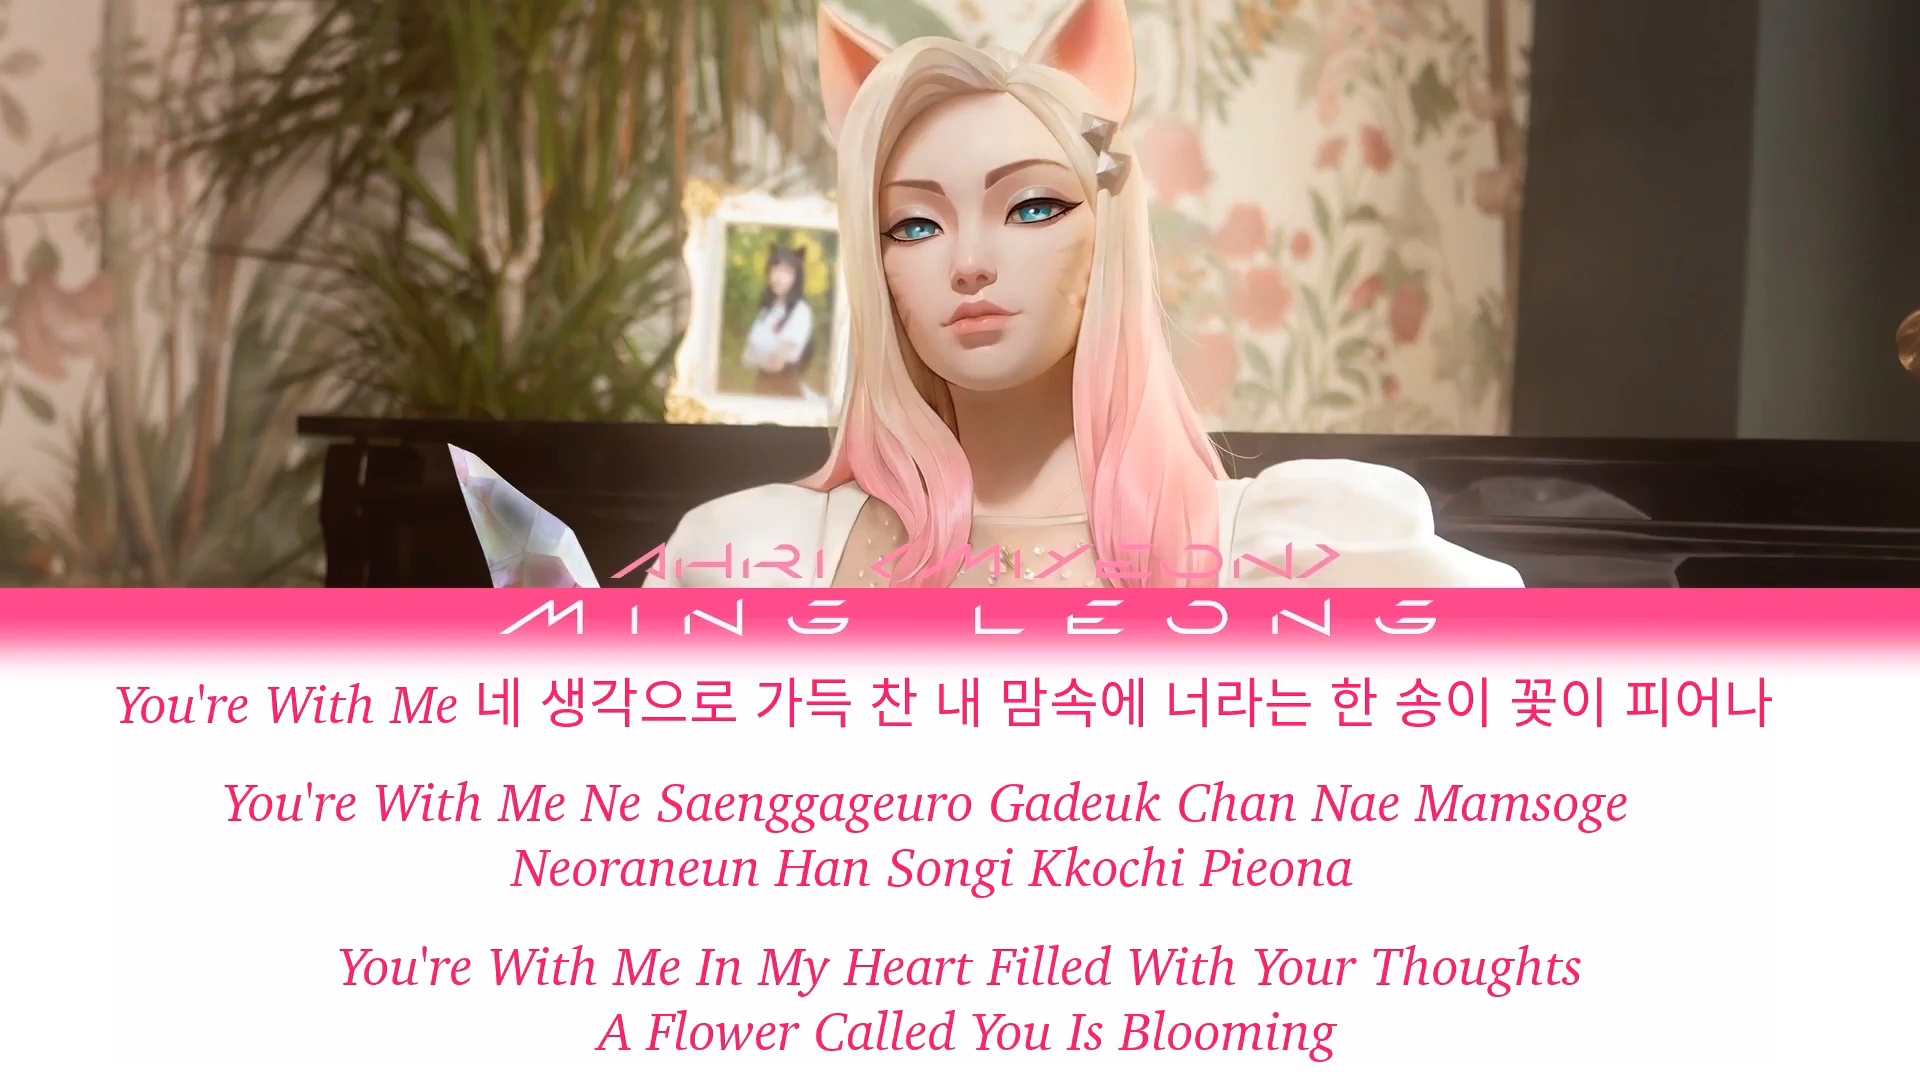 AHRI <MIYEON>
MING LEONG
You're With Me 네 생각으로 가득 찬 내 맘속에 너라는 한 송이 꽃이 피어나
You're With Me Ne Saenggageuro Gadeuk Chan Nae Mamsoge
Neoraneun Han Songi Kkochi Pieona
You're With Me In My Heart Filled With Your Thoughts
A Flower Called You Is Blooming